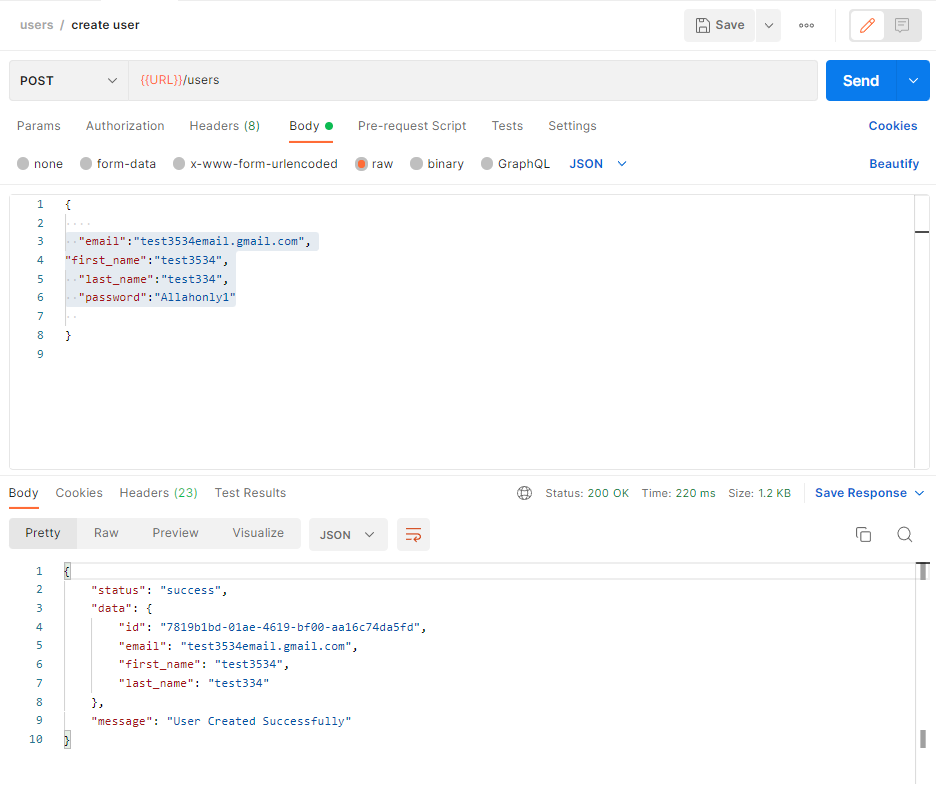 users / create user
Save
POST
{{URL}}/users
Send
Params Authorization Headers (8) Body Pre-request Script Tests Settings Cookies
none form-data x-www-form-urlencoded raw binary GraphQL JSON Beautify
1 {
2
3 "email":"test3534email.gmail.com",
4 "first_name":"test3534",
5 "last_name":"test334",
6 "password":"Allahonly1"
7
8 }
9
Body Cookies Headers (23) Test Results Status: 200 OK Time: 220 ms Size: 1.2 KB Save Response
Pretty Raw Preview Visualize JSON
1 {
2 "status": "success",
3 "data": {
4 "id": "7819b1bd-01ae-4619-bf00-aa16c74da5fd",
5 "email": "test3534email.gmail.com",
6 "first_name": "test3534",
7 "last_name": "test334"
8 },
9 "message": "User Created Successfully"
10 }